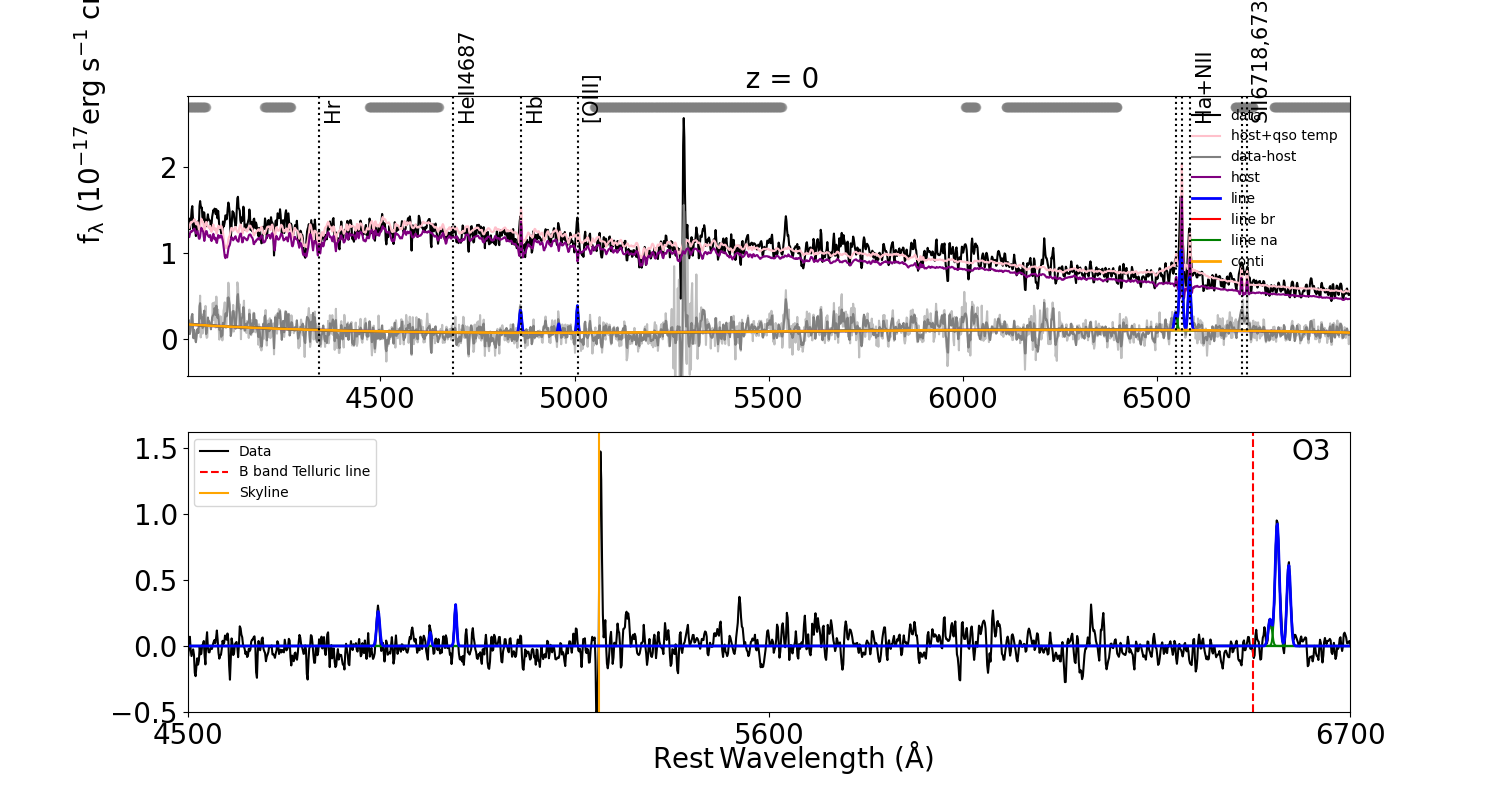 z = 0
f_λ (10^−17 erg s^−1
Hr
HeII4687
Hb
[OIII]
Ha+NII
SII6718,673
data
host+qso temp
data-host
host
line
line br
line na
conti
2
1
0
4500
5000
5500
6000
6500
O3
Data
B band Telluric line
Skyline
1.5
1.0
0.5
0.0
−0.5
4500
5600
6700
Rest Wavelength (Å)